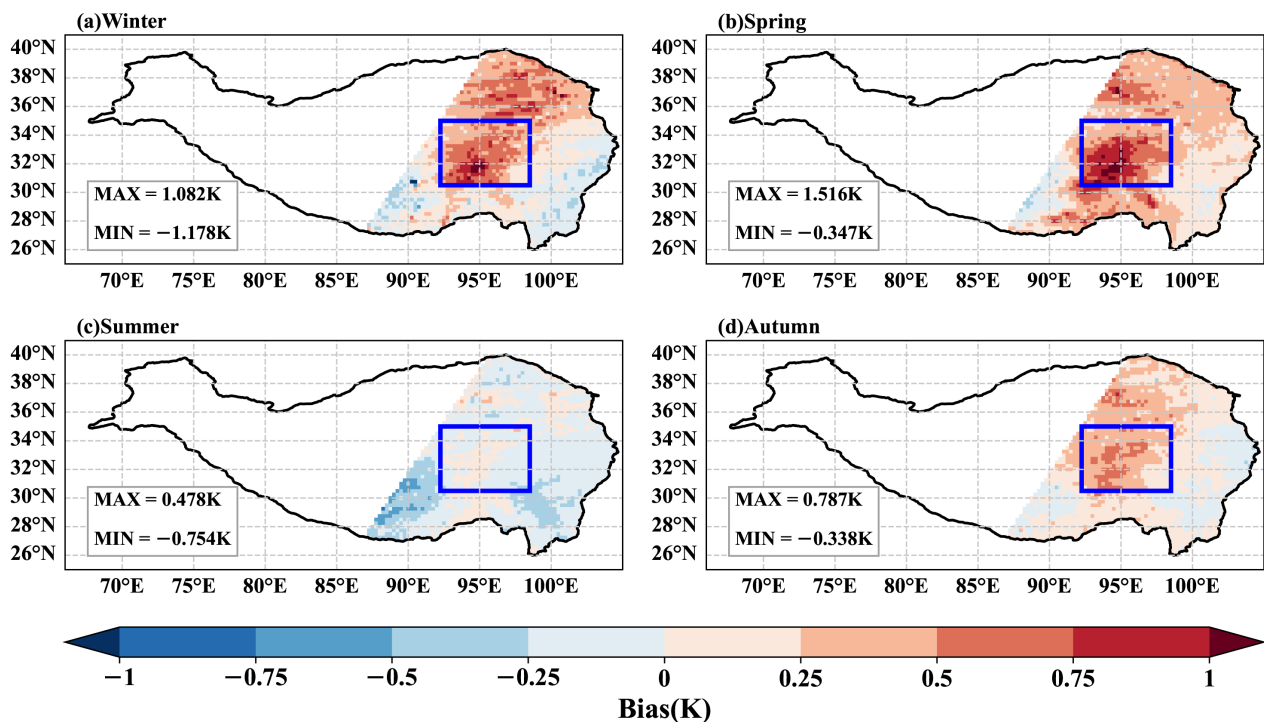 (a)Winter
(b)Spring
40°N
38°N
36°N
34°N
32°N
30°N
28°N
26°N
MAX = 1.082K
MIN = −1.178K
70°E 75°E 80°E 85°E 90°E 95°E 100°E
40°N
38°N
36°N
34°N
32°N
30°N
28°N
26°N
MAX = 1.516K
MIN = −0.347K
70°E 75°E 80°E 85°E 90°E 95°E 100°E
(c)Summer
(d)Autumn
40°N
38°N
36°N
34°N
32°N
30°N
28°N
26°N
MAX = 0.478K
MIN = −0.754K
70°E 75°E 80°E 85°E 90°E 95°E 100°E
40°N
38°N
36°N
34°N
32°N
30°N
28°N
26°N
MAX = 0.787K
MIN = −0.338K
70°E 75°E 80°E 85°E 90°E 95°E 100°E
−1 −0.75 −0.5 −0.25 0 0.25 0.5 0.75 1
Bias(K)